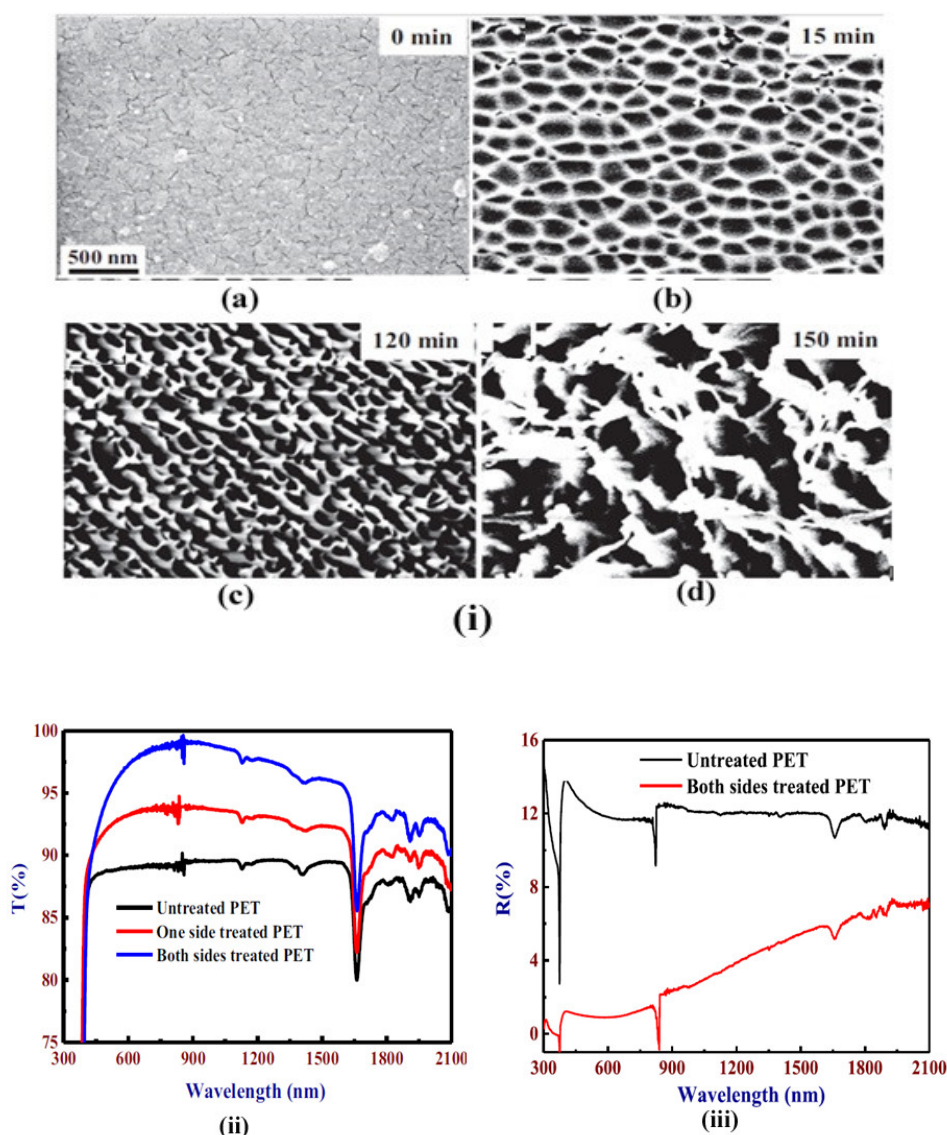 0 min
15 min
500 nm
(a)
(b)
120 min
150 min
(c)
(d)
(i)
100
95
90
85
80
75
T(%)
Untreated PET
One side treated PET
Both sides treated PET
300 600 900 1200 1500 1800 2100
Wavelength (nm)
(ii)
16
12
8
4
0
R(%)
Untreated PET
Both sides treated PET
300 600 900 1200 1500 1800 2100
Wavelength (nm)
(iii)